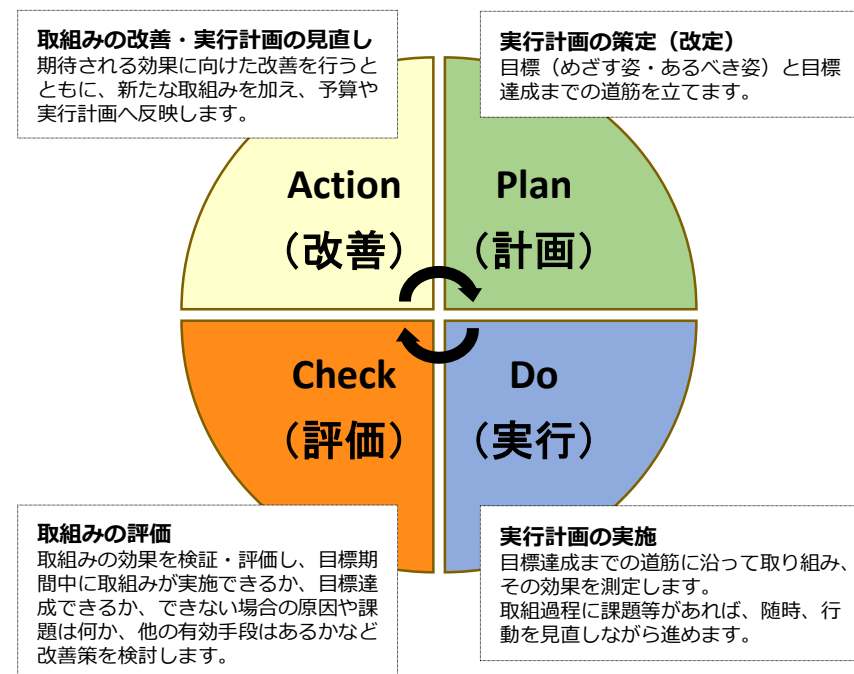 取組みの改善・実行計画の見直し
期待される効果に向けた改善を行うと
ともに、新たな取組みを加え、予算や
実行計画へ反映します。
実行計画の策定（改定）
目標（めざす姿・あるべき姿）と目標
達成までの道筋を立てます。
Action
（改善）
Plan
（計画）
Check
（評価）
Do
（実行）
取組みの評価
取組みの効果を検証・評価し、目標期
間中に取組みが実施できるか、目標達
成できるか、できない場合の原因や課
題は何か、他の有効手段はあるかなど
改善策を検討します。
実行計画の実施
目標達成までの道筋に沿って取り組み、
その効果を測定します。
取組過程に課題等があれば、随時、行
動を見直しながら進めます。